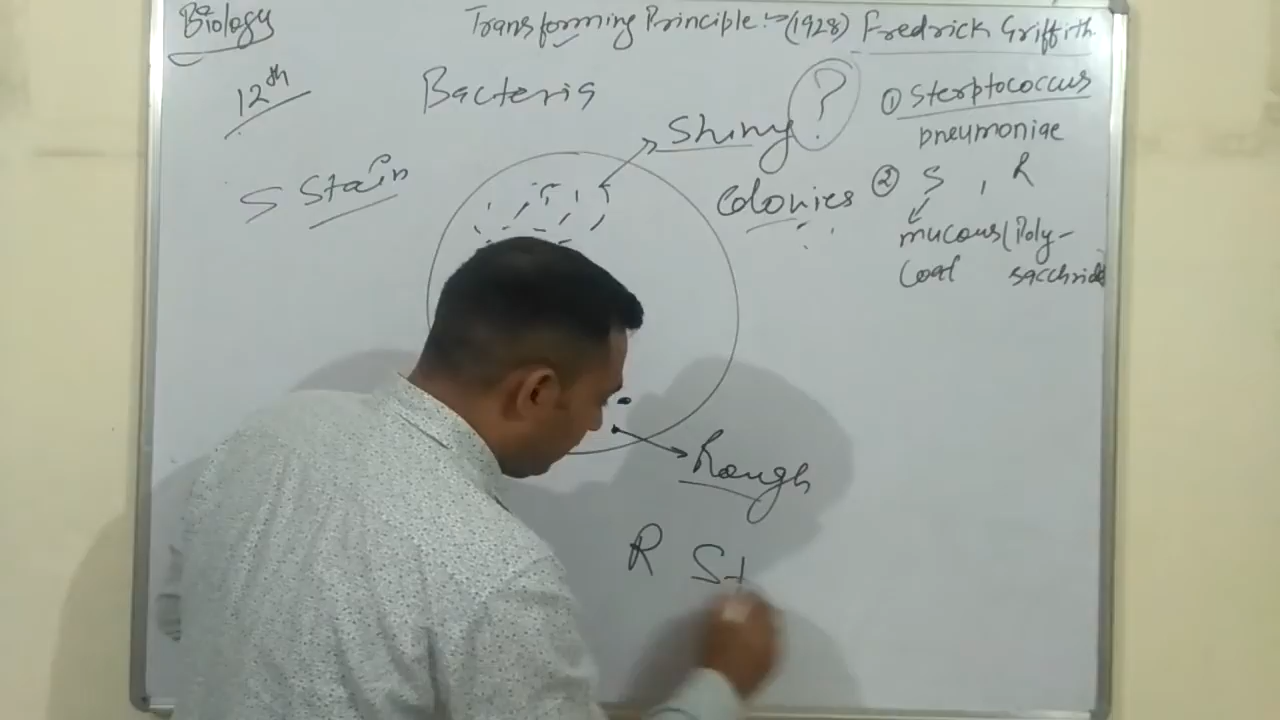 Biology
Transforming Principle :- (1928) Fredrick Griffith
12th
Bacteria
Shiny ?
Colonies
S Stain
① Sterptococcus
pneumoniae
② S , R
mucous/Poly-
Coat sacchride
Rough
R St